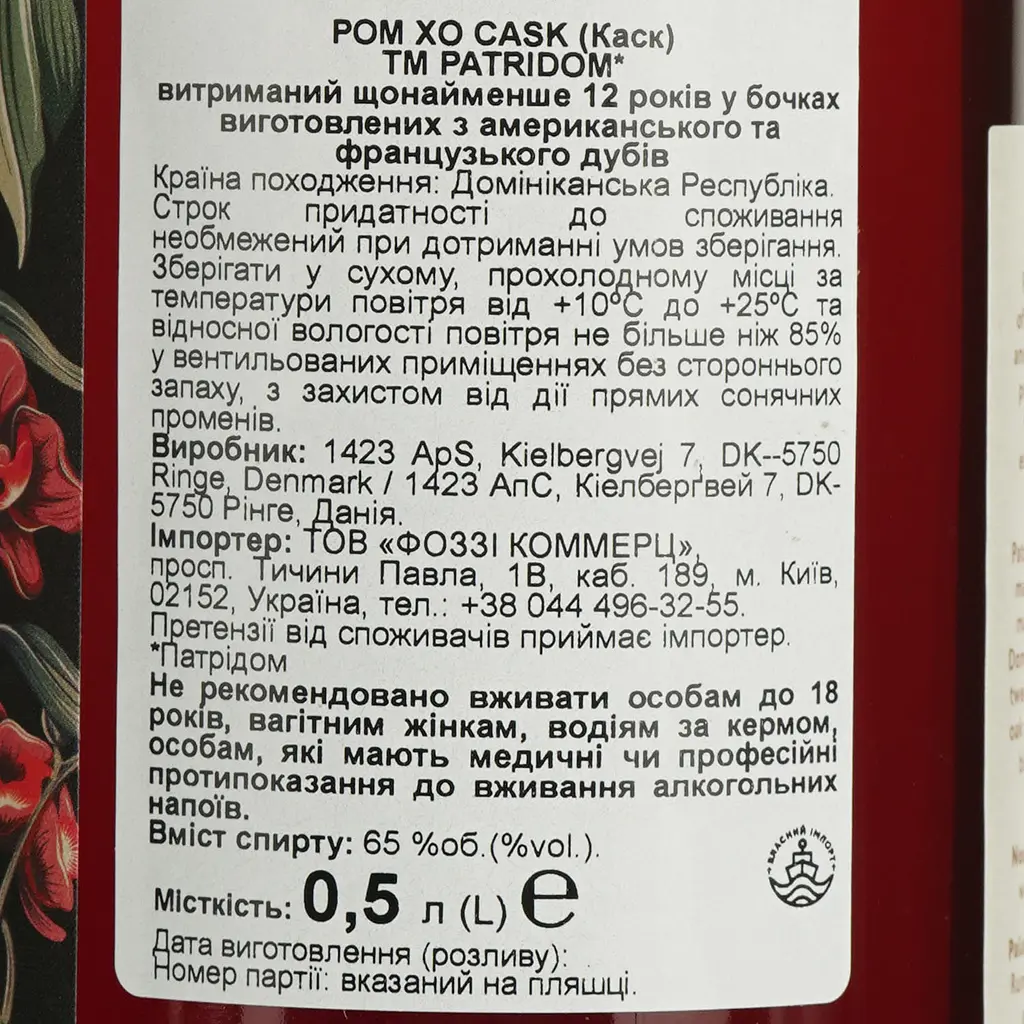 РОМ ХО CASK (Каск)
ТМ PATRIDOM*
витриманий щонайменше 12 років у бочках
виготовлених з американського та
французького дубів
Країна походження: Домініканська Республіка.
Строк придатності до споживання
необмежений при дотриманні умов зберігання.
Зберігати у сухому, прохолодному місці за
температури повітря від +10ºС до +25ºС та
відносної вологості повітря не більше ніж 85%
у вентильованих приміщеннях без стороннього
запаху, з захистом від дії прямих сонячних
променів.
Виробник: 1423 ApS, Kielbergvej 7, DK--5750
Ringe, Denmark / 1423 АпС, Кіелберґвей 7, DK-
5750 Рінге, Данія.
Імпортер: ТОВ «ФОЗЗІ КОММЕРЦ»,
просп. Тичини Павла, 1В, каб. 189, м. Київ,
02152, Україна, тел.: +38 044 496-32-55.
Претензії від споживачів приймає імпортер.
*Патрідом
Не рекомендовано вживати особам до 18
років, вагітним жінкам, водіям за кермом,
особам, які мають медичні чи професійні
протипоказання до вживання алкогольних
напоїв.
Вміст спирту: 65 %об.(%vol.).
ВЛАСНИЙ ІМПОРТ
Місткість: 0,5 л (L) e
Дата виготовлення (розливу):
Номер партії: вказаний на пляшці.